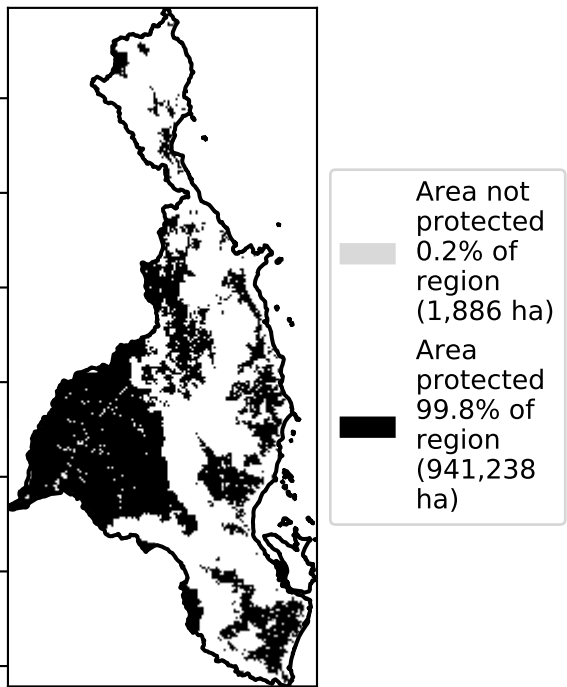 Area not
protected
0.2% of
region
(1,886 ha)
Area
protected
99.8% of
region
(941,238
ha)